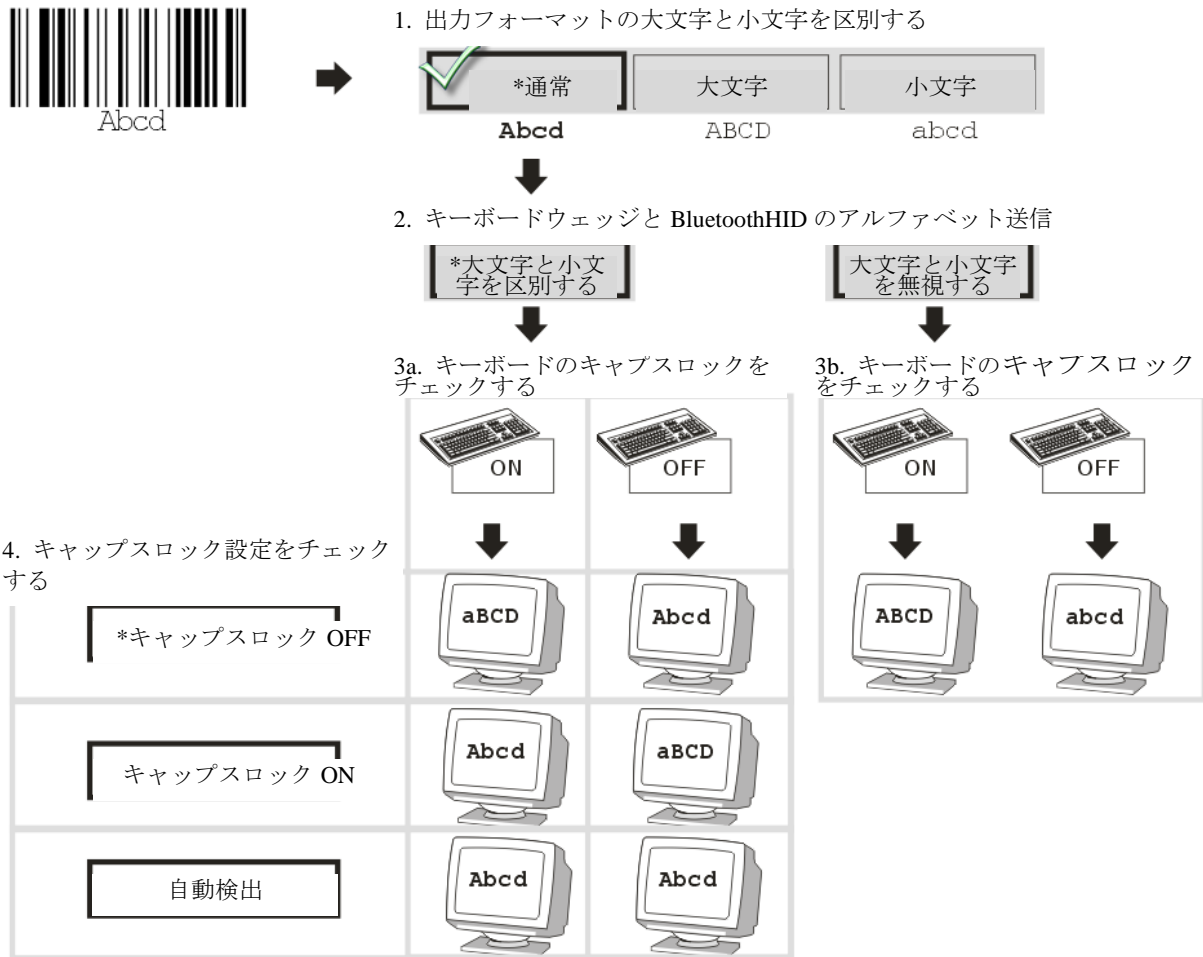 Abcd
1. 出力フォーマットの大文字と小文字を区別する
*通常
大文字
小文字
Abcd
ABCD
abcd
2. キーボードウェッジと BluetoothHID のアルファベット送信
*大文字と小文
字を区別する
大文字と小文字
を無視する
3a. キーボードのキャプスロックを
チェックする
3b. キーボードのキャプスロック
をチェックする
ON
OFF
ON
OFF
4. キャップスロック設定をチェック
する
*キャップスロック OFF
aBCD
Abcd
ABCD
abcd
キャップスロック ON
Abcd
aBCD
自動検出
Abcd
Abcd